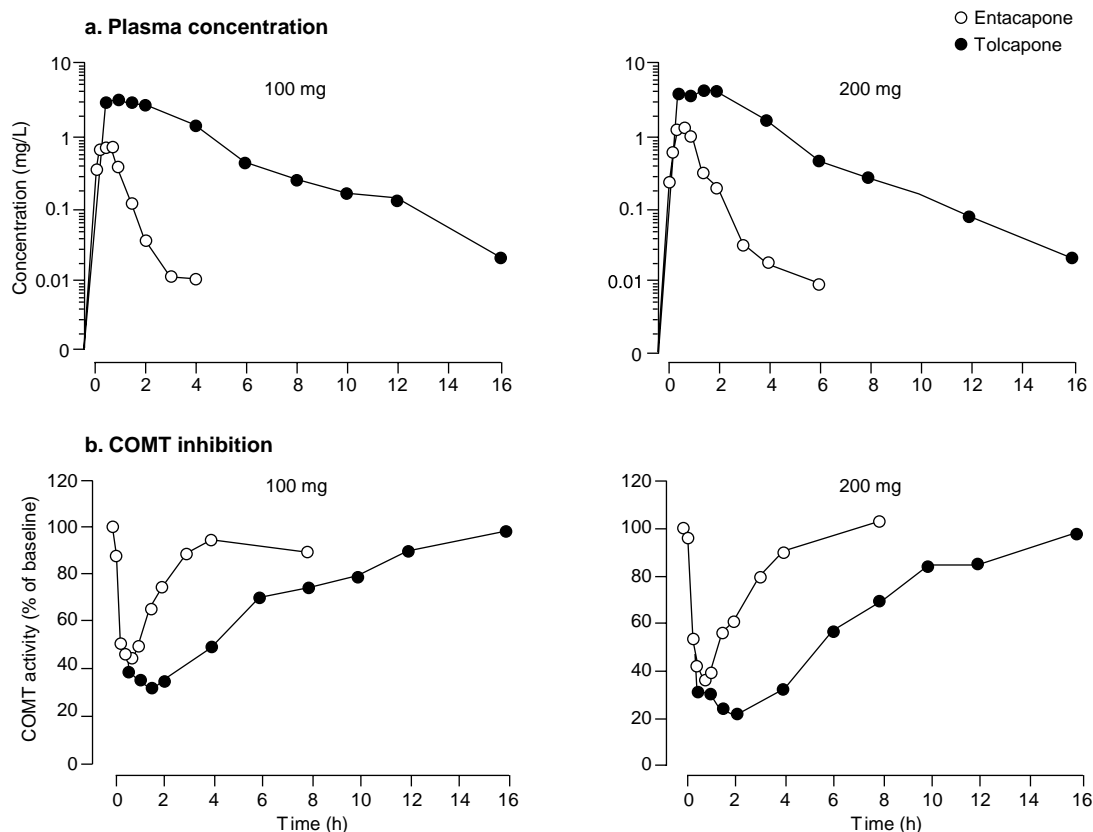 a. Plasma concentration
Entacapone
Tolcapone
100 mg
200 mg
Concentration (mg/L)
10
1
0.1
0.01
0
0 2 4 6 8 10 12 14 16
10
1
0.1
0.01
0
0 2 4 6 8 10 12 14 16
b. COMT inhibition
100 mg
200 mg
COMT activity (% of baseline)
120
100
80
60
40
20
0
0 2 4 6 8 10 12 14 16
Time (h)
120
100
80
60
40
20
0
0 2 4 6 8 10 12 14 16
Time (h)